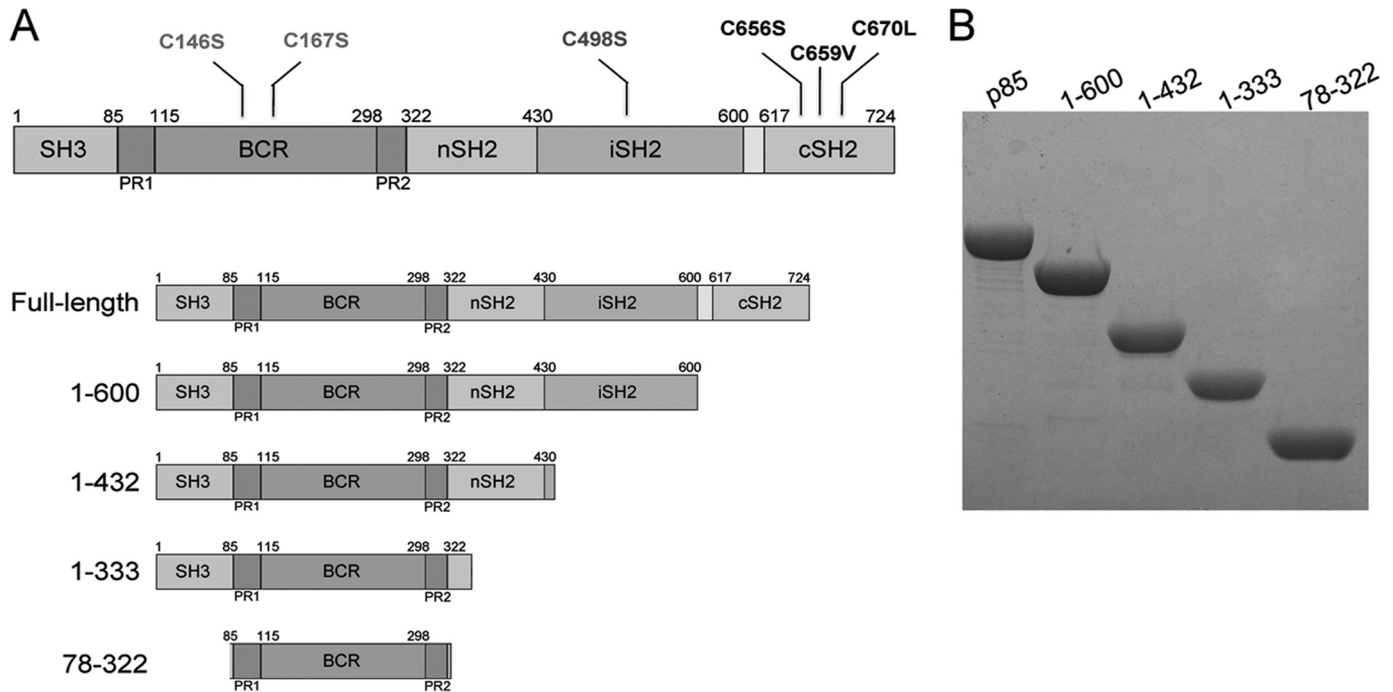 A
C146S C167S C498S C656S C659V C670L
1 85 115 298 322 430 600 617 724
SH3 BCR nSH2 iSH2 cSH2
PR1 PR2
Full-length
1 85 115 298 322 430 600 617 724
SH3 BCR nSH2 iSH2 cSH2
PR1 PR2
1-600
1 85 115 298 322 430 600
SH3 BCR nSH2 iSH2
PR1 PR2
1-432
1 85 115 298 322 430
SH3 BCR nSH2
PR1 PR2
1-333
1 85 115 298 322
SH3 BCR
PR1 PR2
78-322
85 115 298
BCR
PR1 PR2
B
p85 1-600 1-432 1-333 78-322